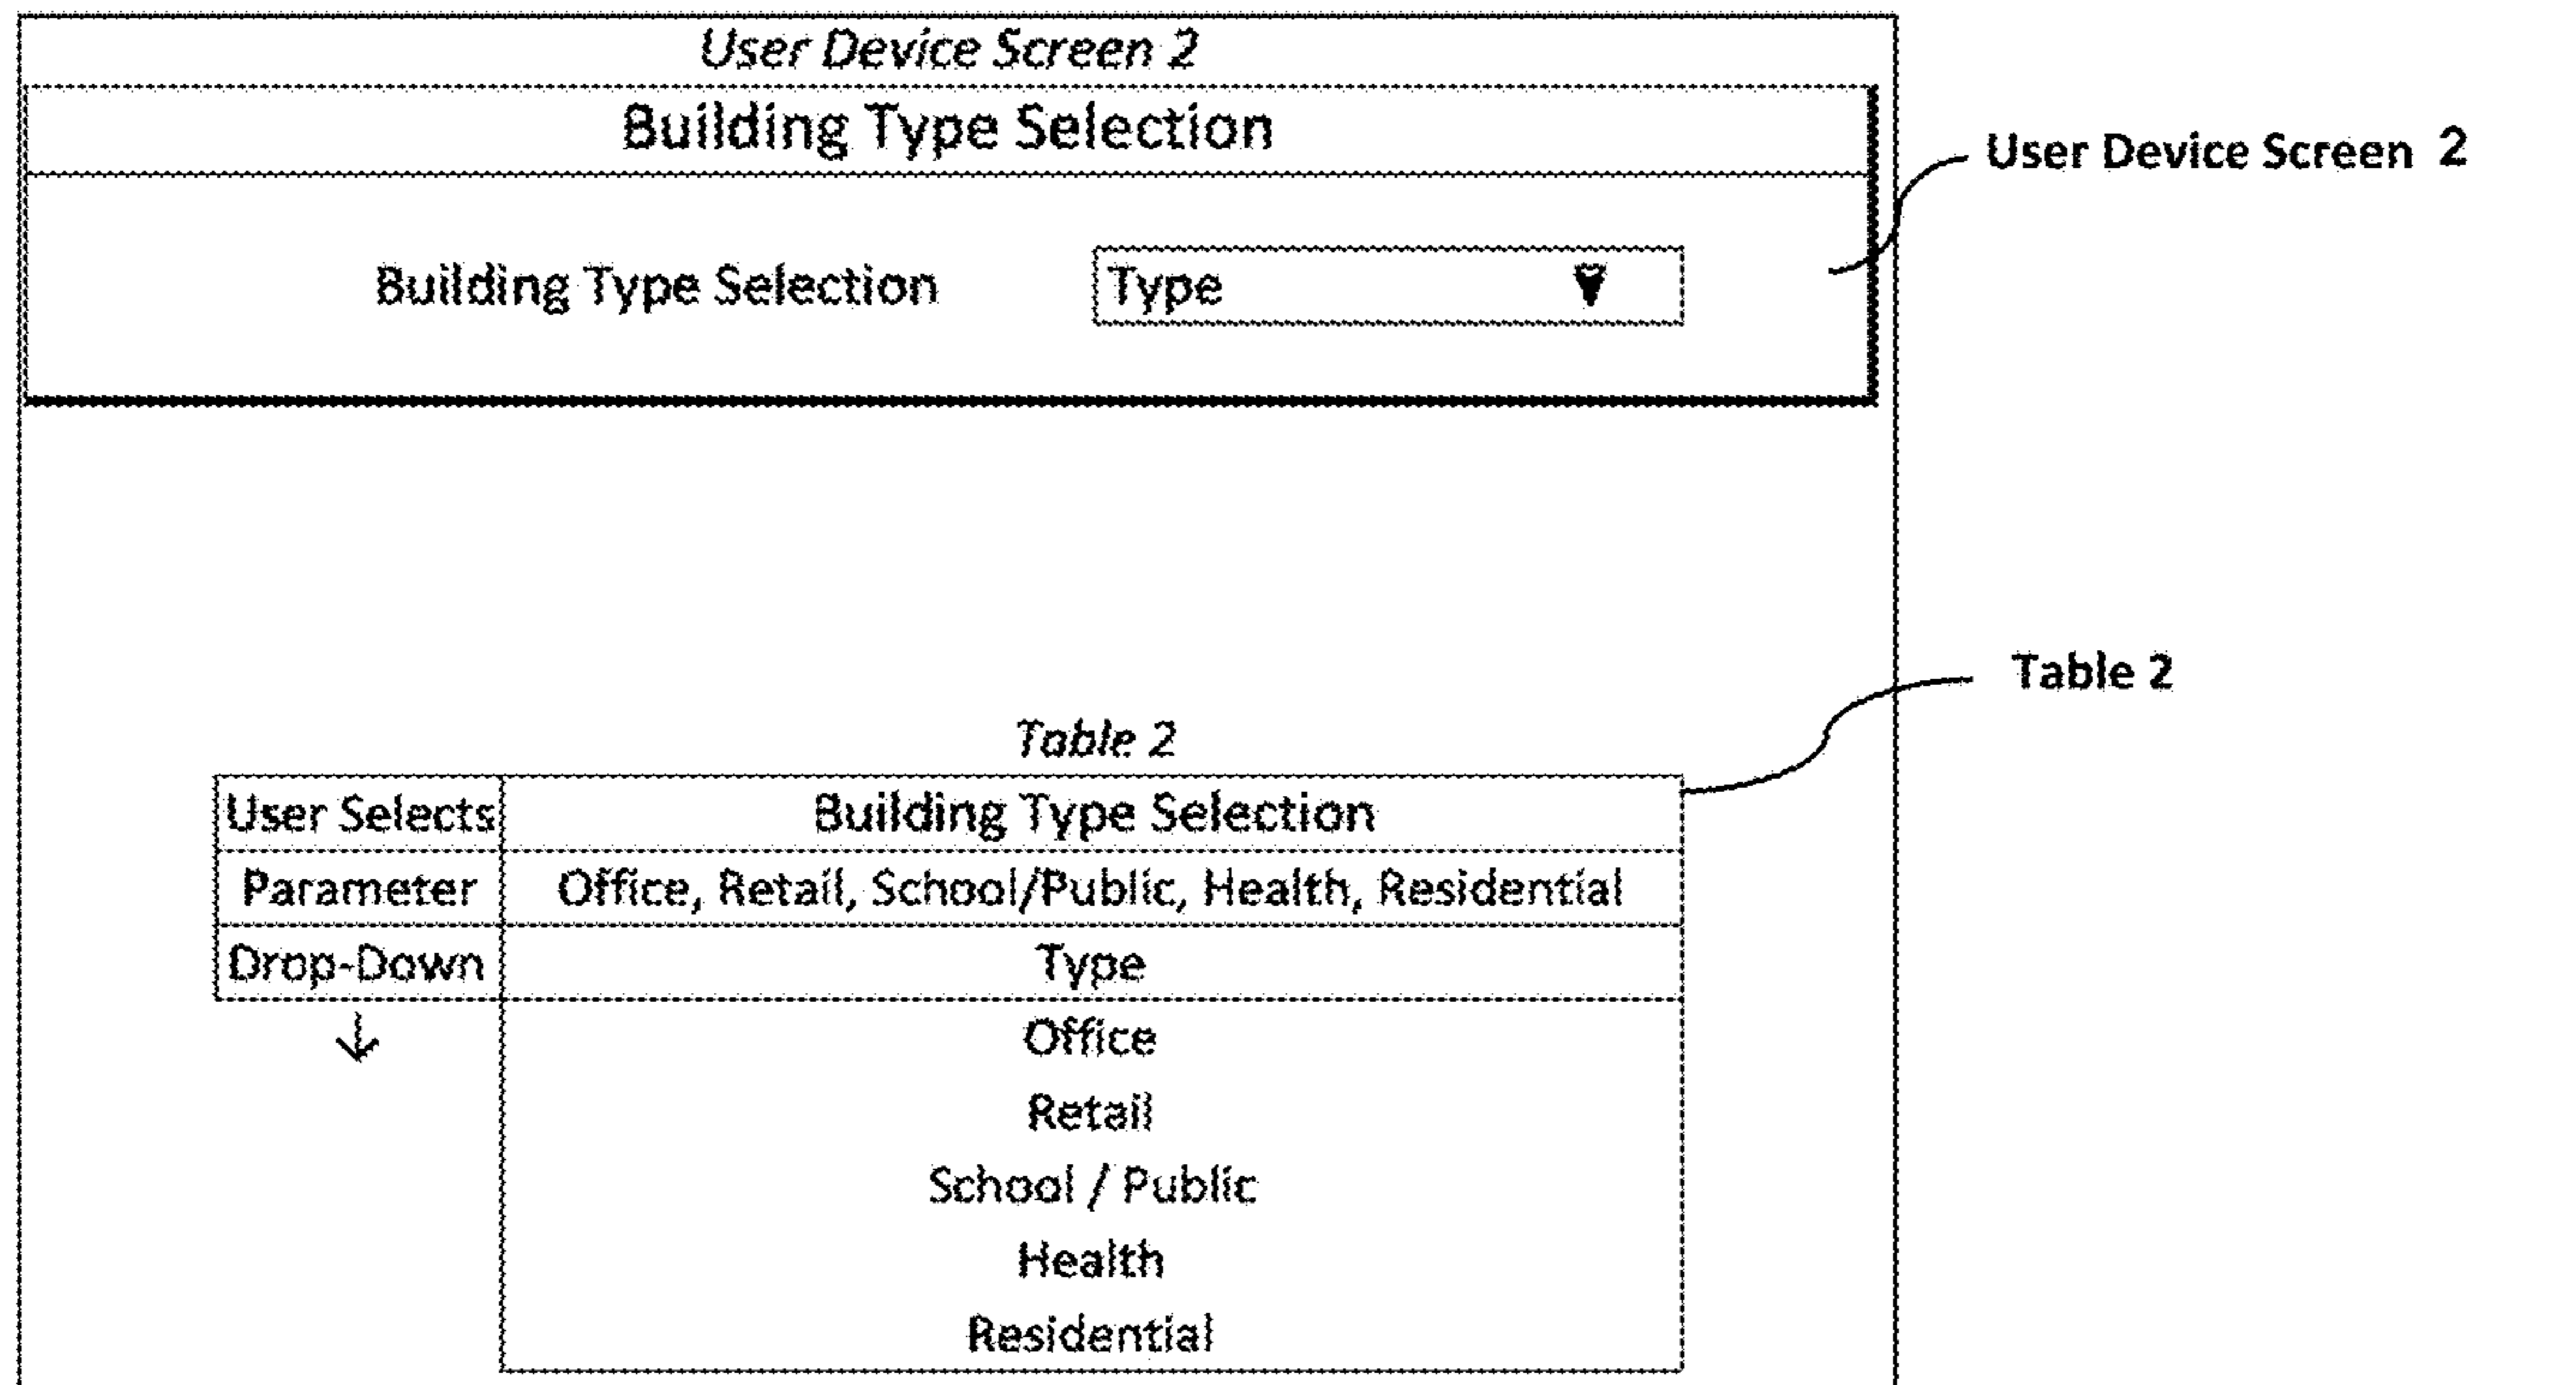 User Device Screen 2
Building Type Selection
User Device Screen 2
Building Type Selection Type
Table 2
Table 2
User Selects Building Type Selection
Parameter Office, Retail, School/Public, Health, Residential
Drop-Down Type
Office
Retail
School / Public
Health
Residential